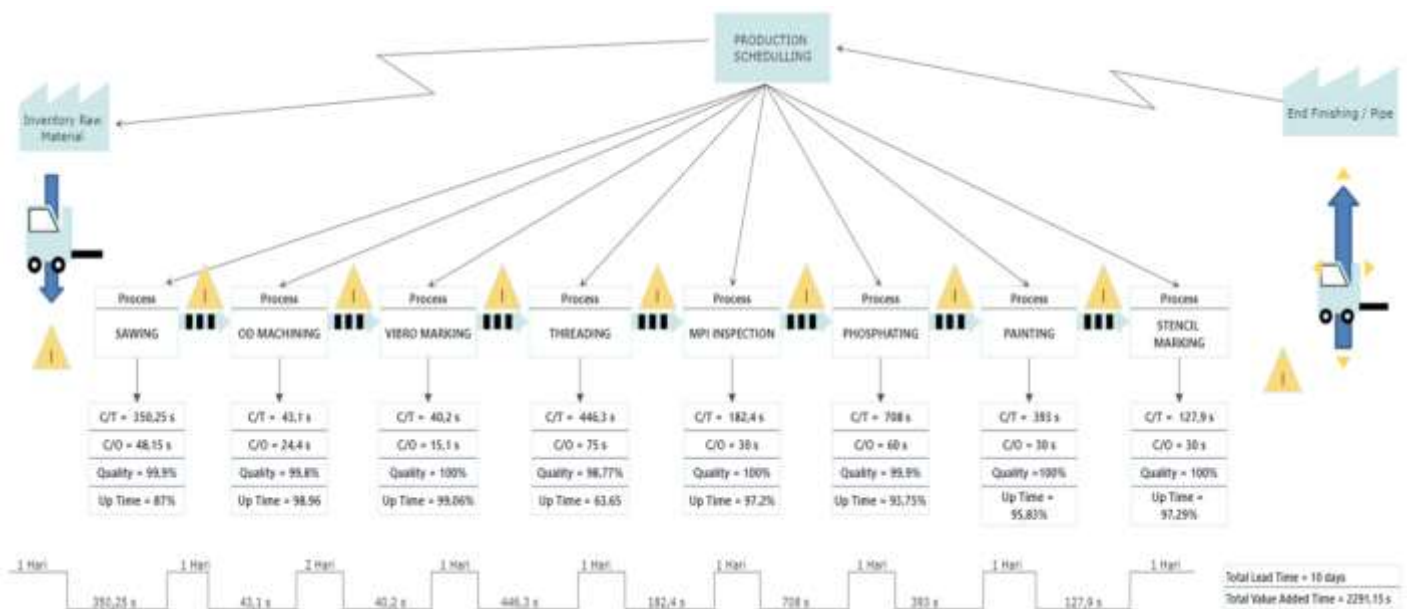 PRODUCTION
SCHEDULLING
Inventory Raw
Material
End Finishing / Pipe
Process
SAWING
Process
OD MACHINING
Process
VIBRO MARKING
Process
THREADING
Process
MPI INSPECTION
Process
PHOSPHATING
Process
PAINTING
Process
STENCIL
MARKING
C/T = 350,25 s
C/O = 48,15 s
Quality = 99,9%
Up Time = 87%
C/T = 43,1 s
C/O = 24,4 s
Quality = 99,8%
Up Time = 98,96
C/T = 40,2 s
C/O = 15,1 s
Quality = 100%
Up Time = 99,06%
C/T = 446,3 s
C/O = 75 s
Quality = 98,77%
Up Time = 63,65
C/T = 182,4 s
C/O = 30 s
Quality = 100%
Up Time = 97,2%
C/T = 708 s
C/O = 60 s
Quality = 99,9%
Up Time = 93,75%
C/T = 393 s
C/O = 30 s
Quality =100%
Up Time =
95,83%
C/T = 127,9 s
C/O = 30 s
Quality = 100%
Up Time =
97,29%
1 Hari 1 Hari 2 Hari 1 Hari 1 Hari 1 Hari 1 Hari 1 Hari 1 Hari
350,25 s 43,1 s 40,2 s 446,3 s 182,4 s 708 s 393 s 127,9 s
Total Lead Time = 10 days
Total Value Added Time = 2291,15 s